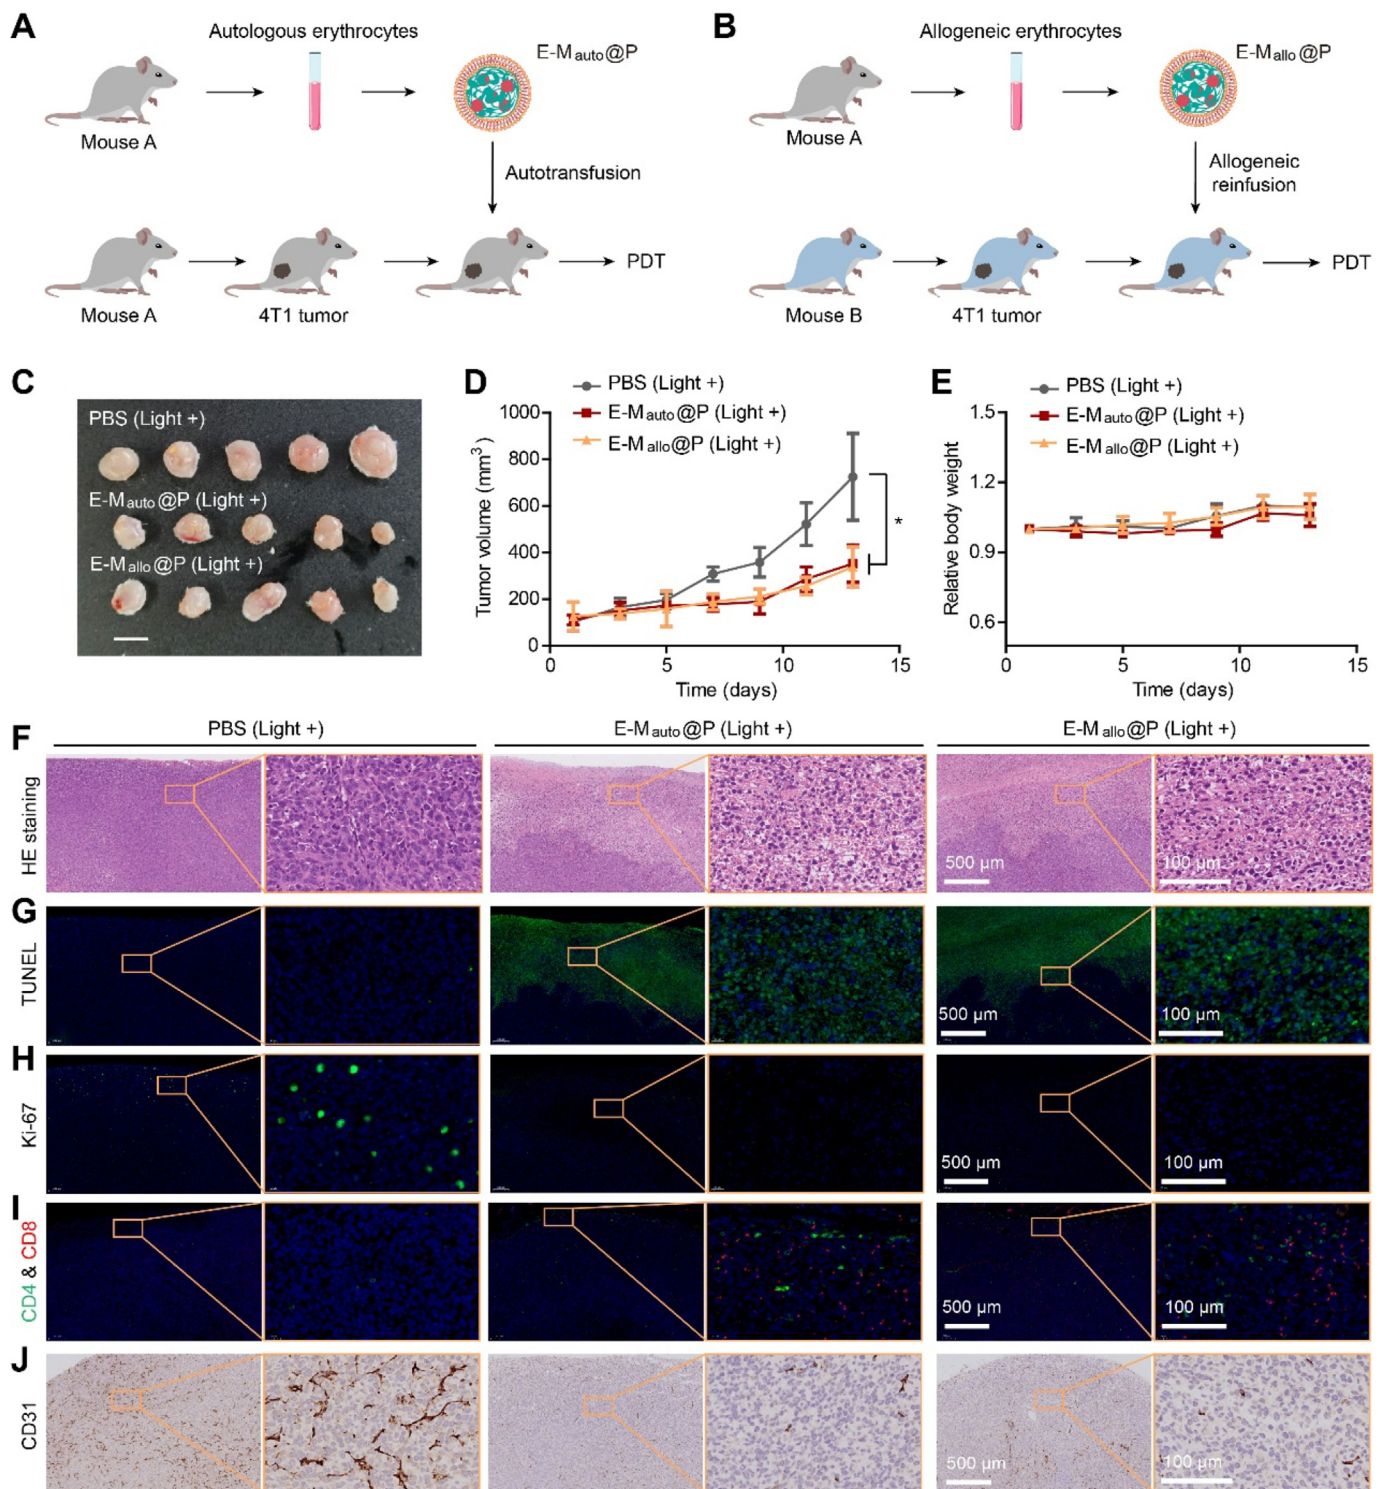 A
Autologous erythrocytes
E-Mauto@P
Mouse A
Autotransfusion
PDT
Mouse A
4T1 tumor
B
Allogeneic erythrocytes
E-Mallo@P
Mouse A
Allogeneic
reinfusion
PDT
Mouse B
4T1 tumor
C
PBS (Light +)
E-Mauto@P (Light +)
E-Mallo@P (Light +)
D
PBS (Light +)
E-Mauto@P (Light +)
E-Mallo@P (Light +)
Tumor volume (mm³)
1000
800
600
400
200
0
*
0 5 10 15
Time (days)
E
PBS (Light +)
E-Mauto@P (Light +)
E-Mallo@P (Light +)
Relative body weight
1.5
1.2
0.9
0.6
0 5 10 15
Time (days)
PBS (Light +) E-Mauto@P (Light +) E-Mallo@P (Light +)
F
HE staining
500 µm 100 µm
G
TUNEL
500 µm 100 µm
H
Ki-67
500 µm 100 µm
I
CD4 & CD8
500 µm 100 µm
J
CD31
500 µm 100 µm